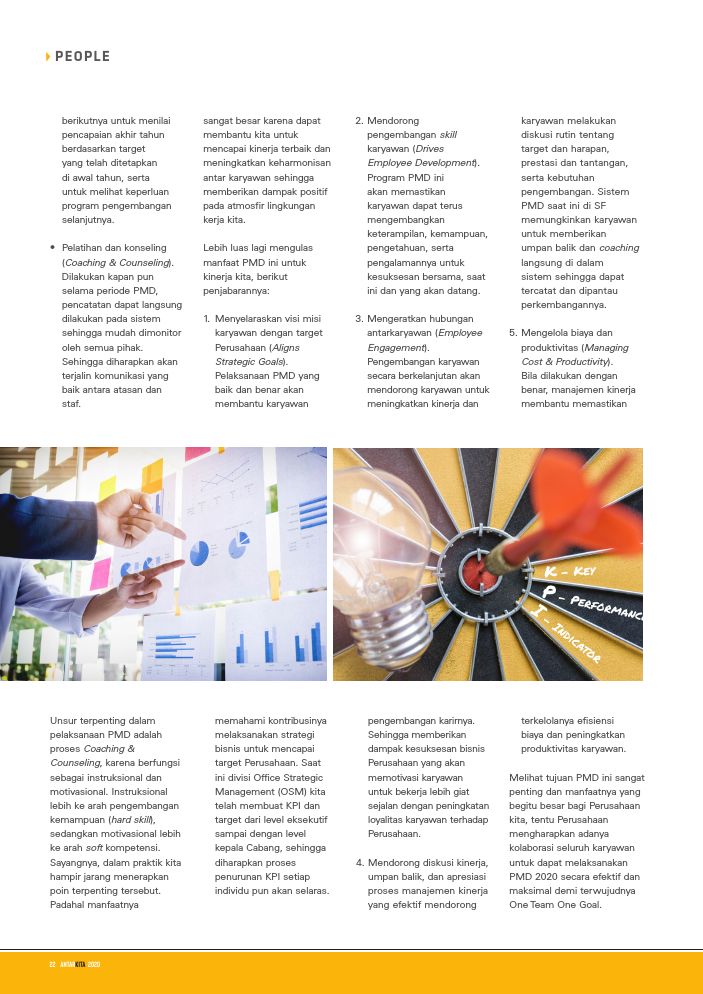 PEOPLE
berikutnya untuk menilai
pencapaian akhir tahun
berdasarkan target
yang telah ditetapkan
di awal tahun, serta
untuk melihat keperluan
program pengembangan
selanjutnya.
• Pelatihan dan konseling
(Coaching & Counseling).
Dilakukan kapan pun
selama periode PMD,
pencatatan dapat langsung
dilakukan pada sistem
sehingga mudah dimonitor
oleh semua pihak.
Sehingga diharapkan akan
terjalin komunikasi yang
baik antara atasan dan
staf.
Unsur terpenting dalam
pelaksanaan PMD adalah
proses Coaching &
Counseling, karena berfungsi
sebagai instruksional dan
motivasional. Instruksional
lebih ke arah pengembangan
kemampuan (hard skill),
sedangkan motivasional lebih
ke arah soft kompetensi.
Sayangnya, dalam praktik kita
hampir jarang menerapkan
poin terpenting tersebut.
Padahal manfaatnya
sangat besar karena dapat
membantu kita untuk
mencapai kinerja terbaik dan
meningkatkan keharmonisan
antar karyawan sehingga
memberikan dampak positif
pada atmosfir lingkungan
kerja kita.
Lebih luas lagi mengulas
manfaat PMD ini untuk
kinerja kita, berikut
penjabarannya:
1. Menyelaraskan visi misi
karyawan dengan target
Perusahaan (Aligns
Strategic Goals).
Pelaksanaan PMD yang
baik dan benar akan
membantu karyawan
memahami kontribusinya
melaksanakan strategi
bisnis untuk mencapai
target Perusahaan. Saat
ini divisi Office Strategic
Management (OSM) kita
telah membuat KPI dan
target dari level eksekutif
sampai dengan level
kepala Cabang, sehingga
diharapkan proses
penurunan KPI setiap
individu pun akan selaras.
2. Mendorong
pengembangan skill
karyawan (Drives
Employee Development).
Program PMD ini
akan memastikan
karyawan dapat terus
mengembangkan
keterampilan, kemampuan,
pengetahuan, serta
pengalamannya untuk
kesuksesan bersama, saat
ini dan yang akan datang.
3. Mengeratkan hubungan
antarkaryawan (Employee
Engagement).
Pengembangan karyawan
secara berkelanjutan akan
mendorong karyawan untuk
meningkatkan kinerja dan
pengembangan karirnya.
Sehingga memberikan
dampak kesuksesan bisnis
Perusahaan yang akan
memotivasi karyawan
untuk bekerja lebih giat
sejalan dengan peningkatan
loyalitas karyawan terhadap
Perusahaan.
4. Mendorong diskusi kinerja,
umpan balik, dan apresiasi
proses manajemen kinerja
yang efektif mendorong
karyawan melakukan
diskusi rutin tentang
target dan harapan,
prestasi dan tantangan,
serta kebutuhan
pengembangan. Sistem
PMD saat ini di SF
memungkinkan karyawan
untuk memberikan
umpan balik dan coaching
langsung di dalam
sistem sehingga dapat
tercatat dan dipantau
perkembangannya.
5. Mengelola biaya dan
produktivitas (Managing
Cost & Productivity).
Bila dilakukan dengan
benar, manajemen kinerja
membantu memastikan
terkelolanya efisiensi
biaya dan peningkatan
produktivitas karyawan.
Melihat tujuan PMD ini sangat
penting dan manfaatnya yang
begitu besar bagi Perusahaan
kita, tentu Perusahaan
mengharapkan adanya
kolaborasi seluruh karyawan
untuk dapat melaksanakan
PMD 2020 secara efektif dan
maksimal demi terwujudnya
One Team One Goal.
K - KEY
P - PERFORMANC
I - INDICATOR
22 ANTARKITA 2020